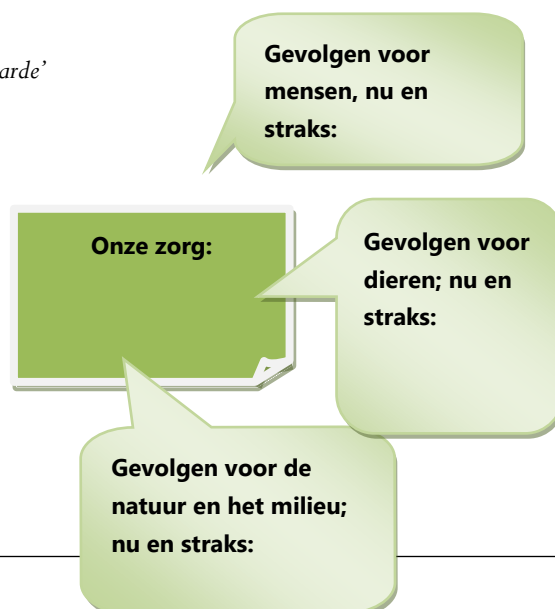 arde’
Gevolgen voor
mensen, nu en
straks:
Onze zorg:
Gevolgen voor
dieren; nu en
straks:
Gevolgen voor de
natuur en het milieu;
nu en straks: